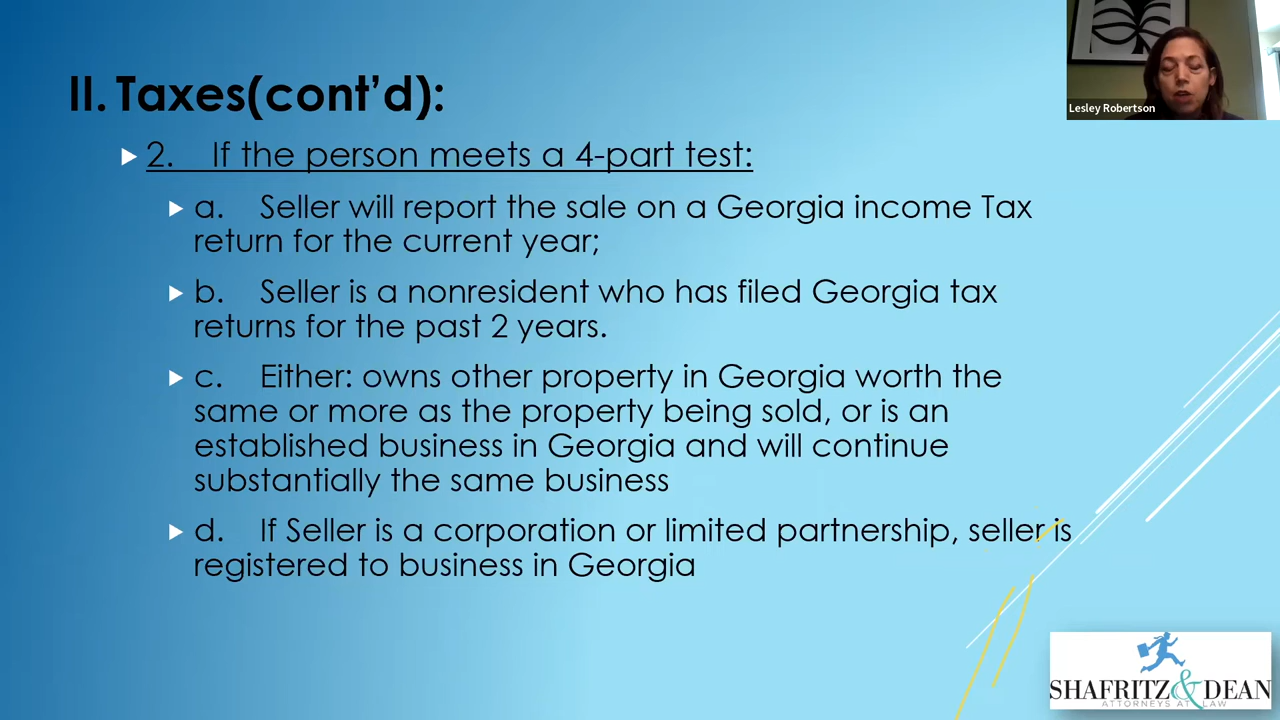 Lesley Robertson
II. Taxes(cont'd):
2. If the person meets a 4-part test:
a. Seller will report the sale on a Georgia income Tax
return for the current year;
b. Seller is a nonresident who has filed Georgia tax
returns for the past 2 years.
c. Either: owns other property in Georgia worth the
same or more as the property being sold, or is an
established business in Georgia and will continue
substantially the same business
d. If Seller is a corporation or limited partnership, seller is
registered to business in Georgia
SHAFRITZ & DEAN
ATTORNEYS AT LAW